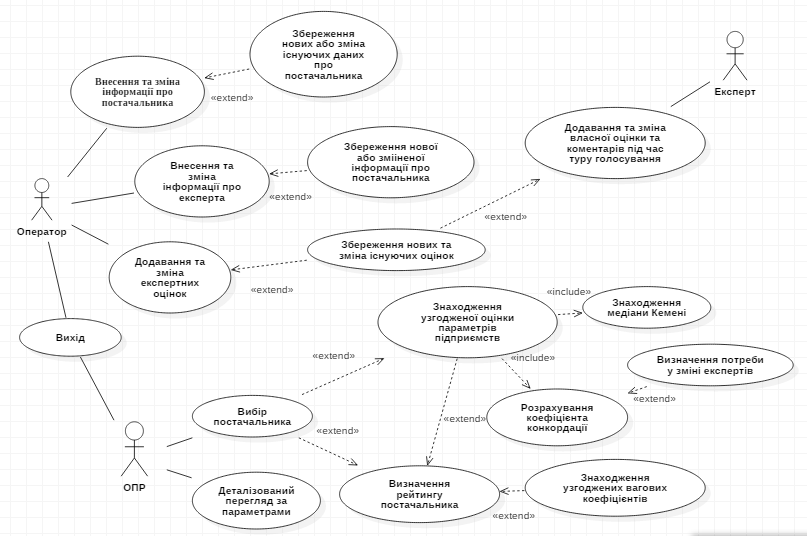 Збереження
нових або зміна
існуючих даних
про
постачальника
Внесення та зміна
інформації про
постачальника
«extend»
Експерт
Додавання та зміна
власної оцінки та
коментарів під час
туру голосування
Збереження нової
або змііненої
інформації про
постачальника
Внесення та
зміна
інформації про
експерта
«extend»
Оператор
«extend»
Збереження нових та
зміна існуючих оцінок
Додавання та
зміна
експертних
оцінок
«extend»
«include»
Знаходження
медіани Кемені
Знаходження
узгодженої оцінки
параметрів
підприємств
Вихід
«extend»
«include»
Визначення потреби
у зміні експертів
«extend»
Вибір
постачальника
«extend»
«extend»
Розрахування
коефіцієнта
конкордації
ОПР
Деталізований
перегляд за
параметрами
Визначення
рейтингу
постачальника
Знаходження
узгоджених вагових
коефіцієнтів
«extend»